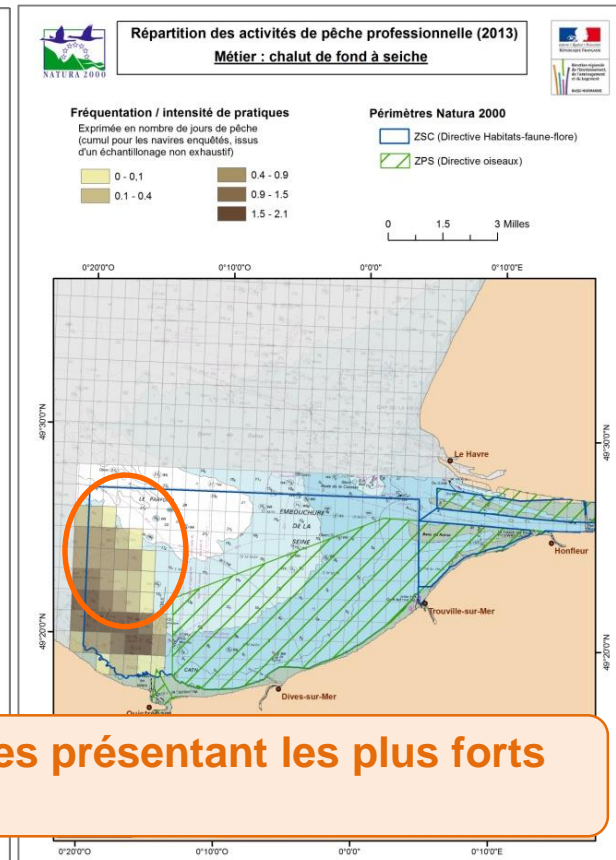 Répartition des activités de pêche professionnelle (2013)
Métier : chalut de fond à seiche
NATURA 2000
Fréquentation / intensité de pratiques
Exprimée en nombre de jours de pêche
(cumul pour les navires enquêtés, issus
d'un échantillonage non exhaustif)
0 - 0,1
0.1 - 0.4
0.4 - 0.9
0.9 - 1.5
1.5 - 2.1
Périmètres Natura 2000
ZSC (Directive Habitats-faune-flore)
ZPS (Directive oiseaux)
0 1.5 3 Milles
0°20'0"O 0°10'0"O 0°0'0" 0°10'0"E
49°30'0"N
49°30'0"N
Le Havre
EMBOUCHURE
DE LA
SEINE
Honfleur
Trouville-sur-Mer
49°20'0"N
49°20'0"N
Dives-sur-Mer
es présentant les plus forts
0°20'0"O 0°10'0"O 0°0'0" 0°10'0"E